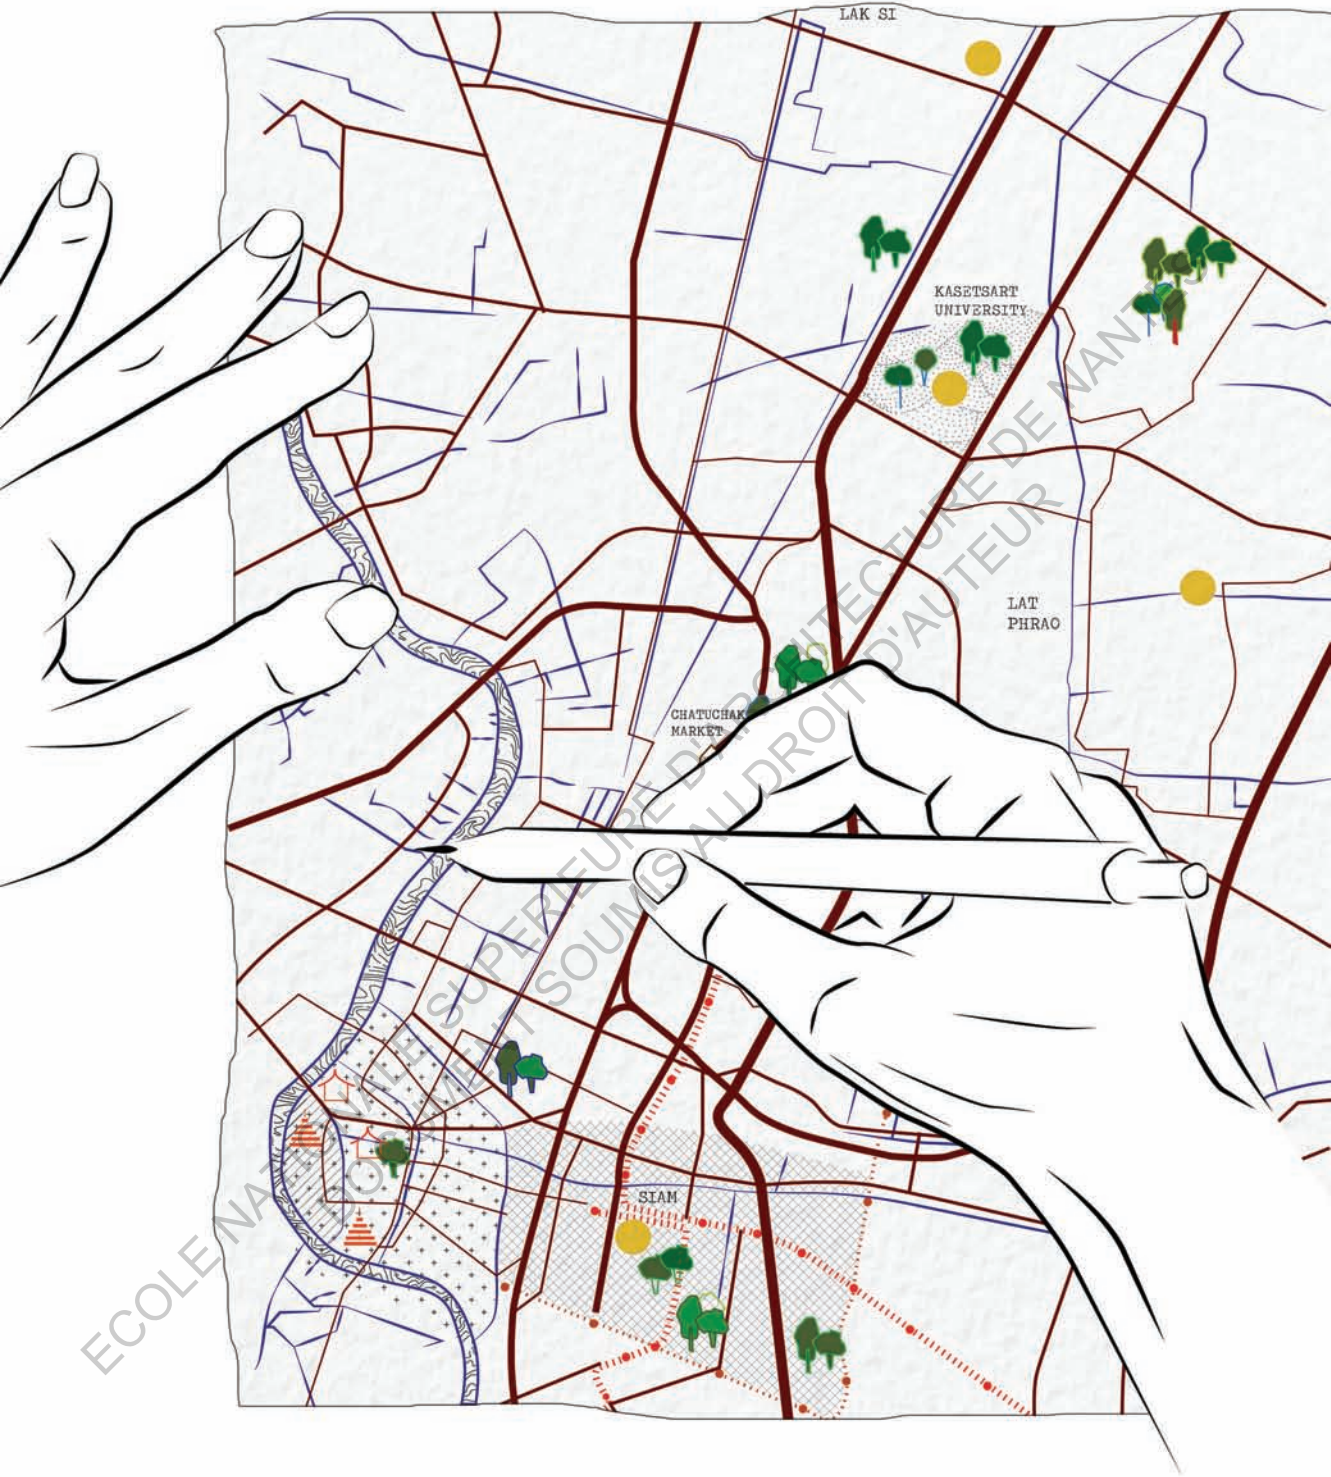 LAK SI
KASETSART
UNIVERSITY
LAT
PHRAO
CHATUCHAK
MARKET
SIAM
ECOLE NATIONALE SUPERIEURE D'ARCHITECTURE DE NANTES
DOCUMENT SOUMIS AU DROIT D'AUTEUR